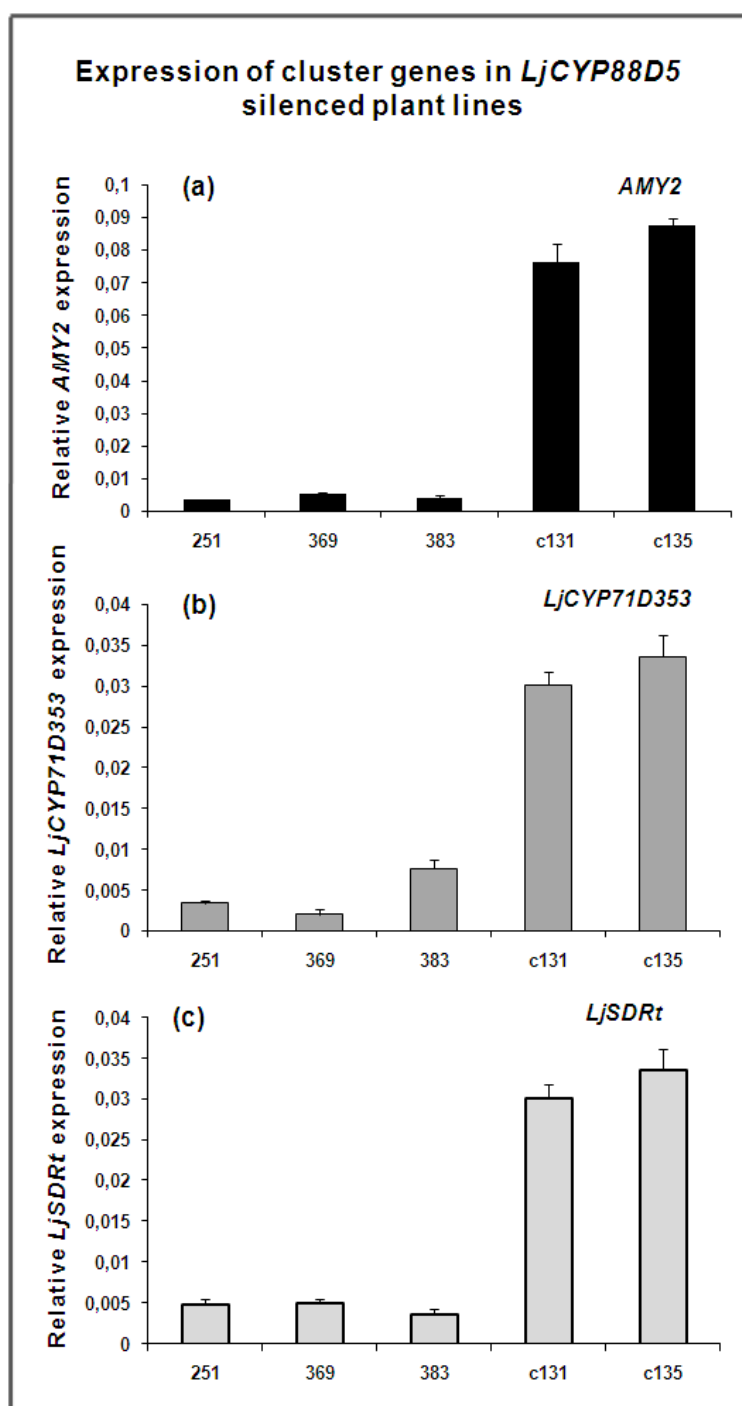 Expression of cluster genes in LjCYP88D5
silenced plant lines
(a)
AMY2
Relative AMY2 expression
0,1
0,09
0,08
0,07
0,06
0,05
0,04
0,03
0,02
0,01
0
251 369 383 c131 c135
(b)
LjCYP71D353
Relative LjCYP71D353 expression
0,04
0,035
0,03
0,025
0,02
0,015
0,01
0,005
0
251 369 383 c131 c135
(c)
LjSDRt
Relative LjSDRt expression
0,04
0,035
0,03
0,025
0,02
0,015
0,01
0,005
0
251 369 383 c131 c135